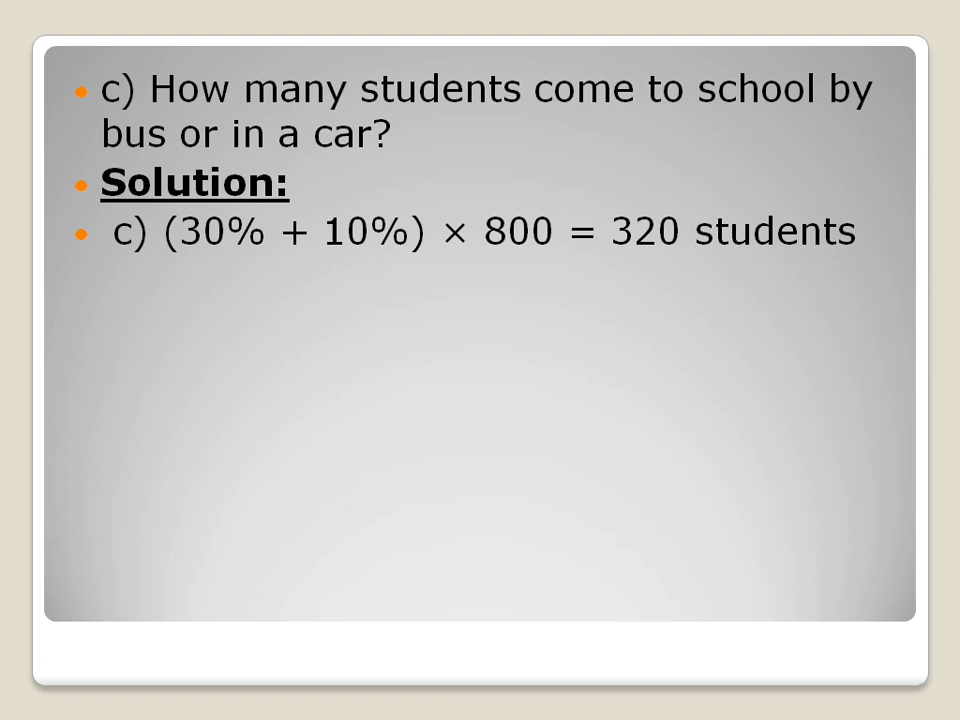 c) How many students come to school by
bus or in a car?
Solution:
c) (30% + 10%) × 800 = 320 students